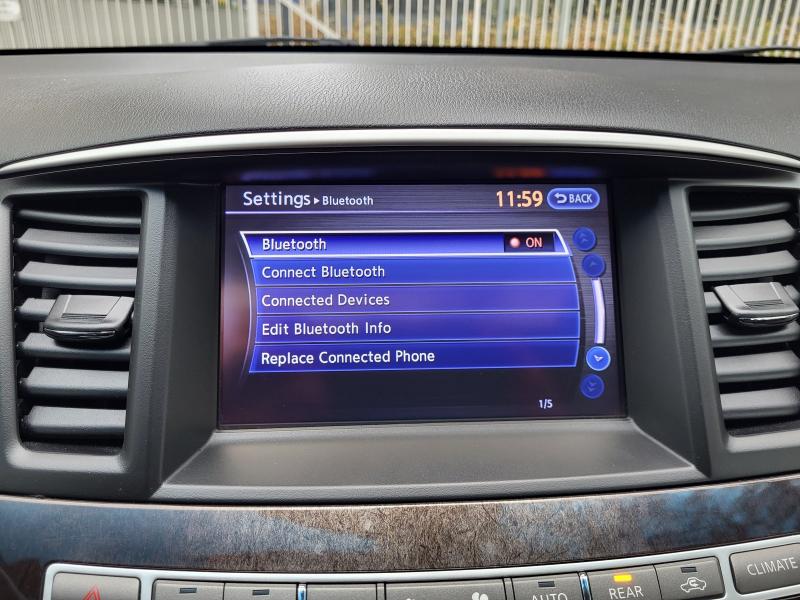 Settings ▸ Bluetooth 11:59 BACK
Bluetooth ON
Connect Bluetooth
Connected Devices
Edit Bluetooth Info
Replace Connected Phone
1/5
AUTO REAR CLIMATE